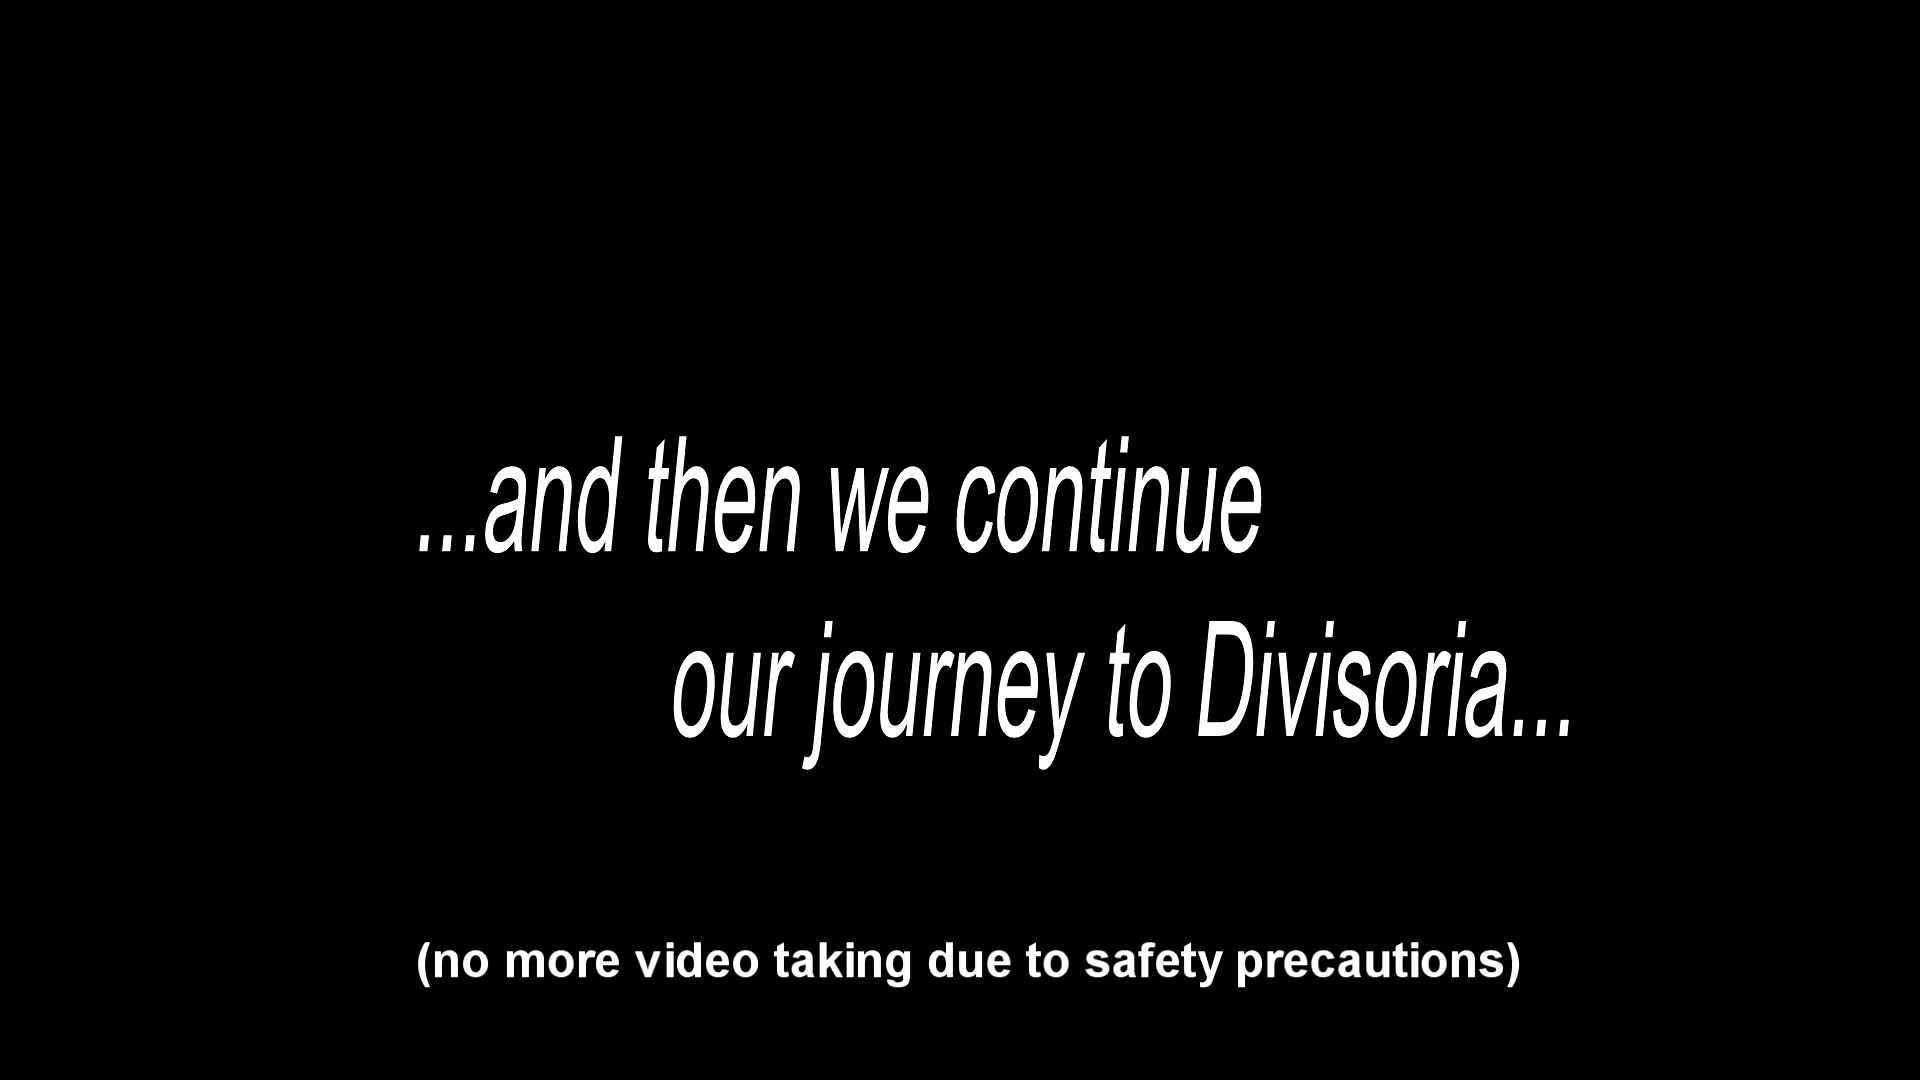 ...and then we continue
our journey to Divisoria...
(no more video taking due to safety precautions)